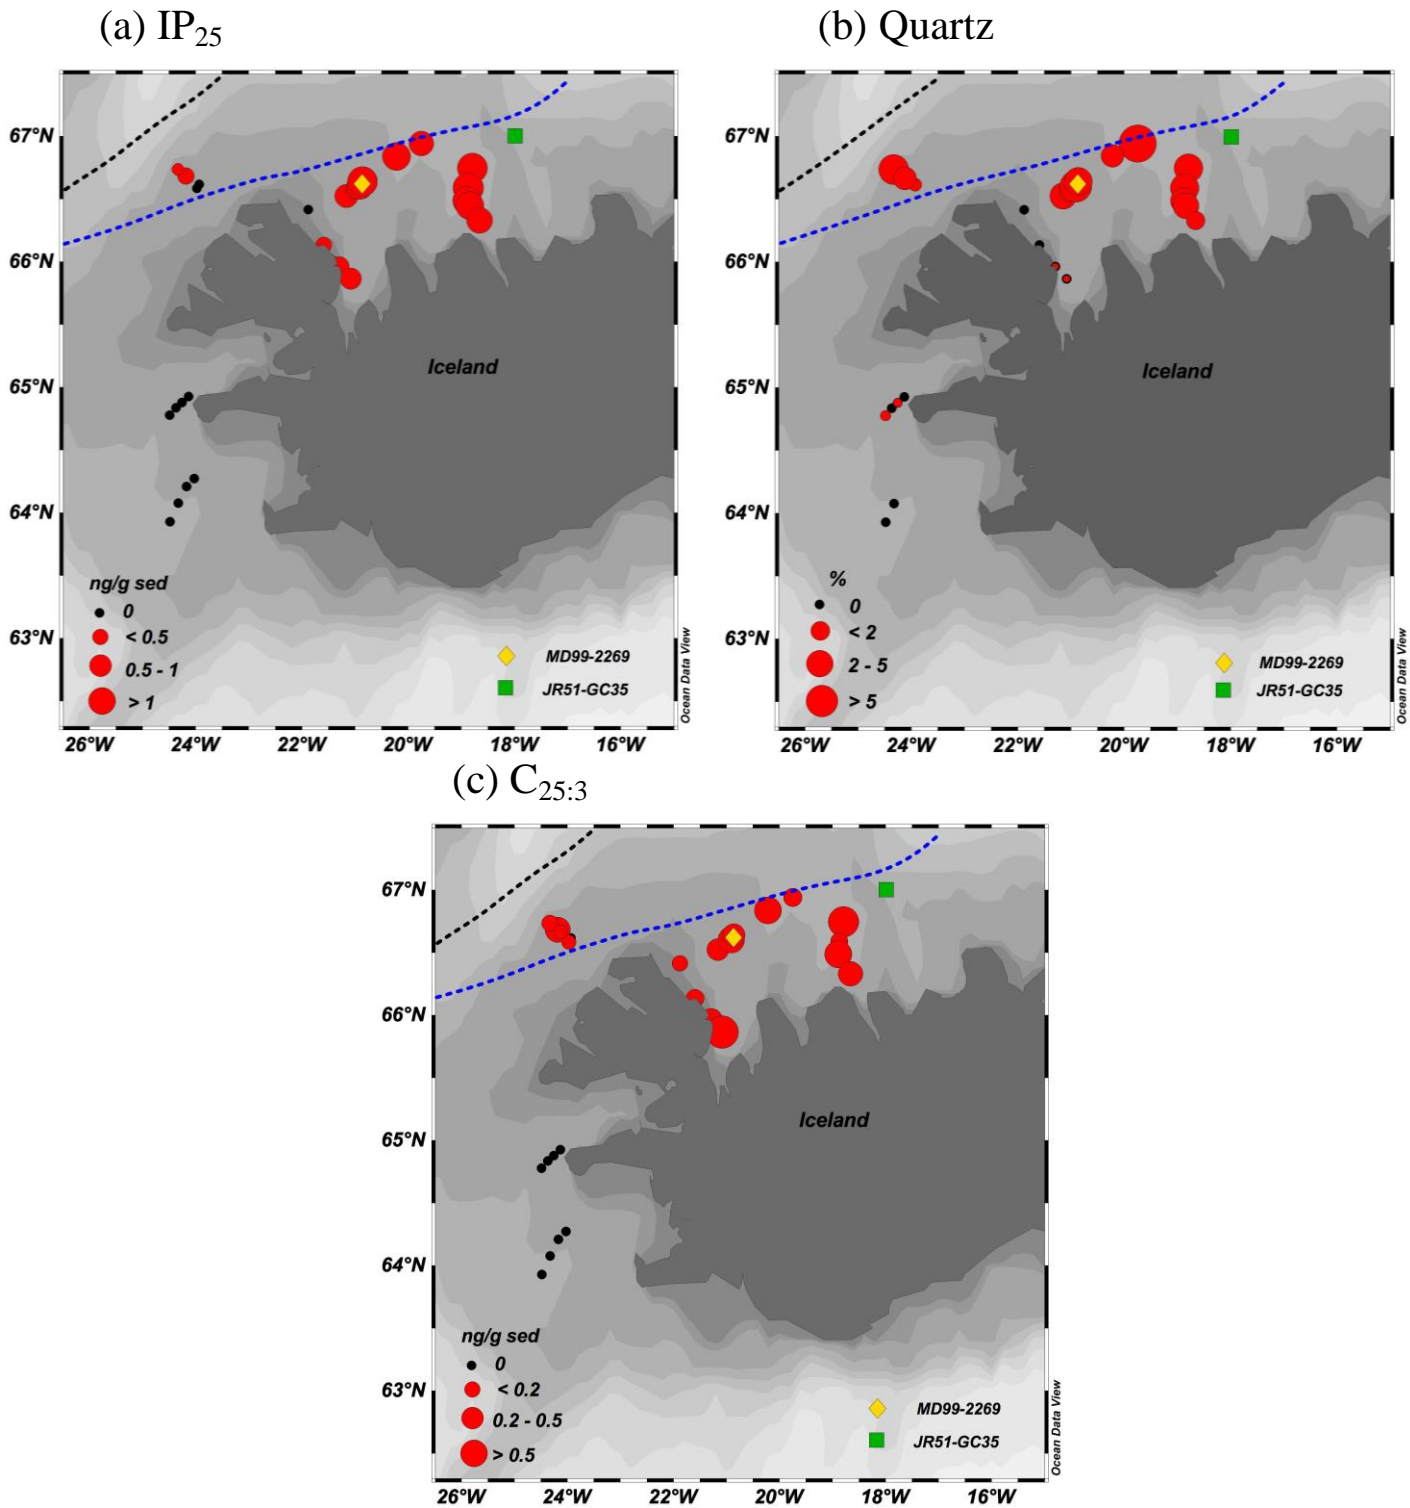 (a) IP25
67°N
66°N
65°N
64°N
63°N
Iceland
ng/g sed
0
< 0.5
0.5 - 1
> 1
MD99-2269
JR51-GC35
Ocean Data View
26°W 24°W 22°W 20°W 18°W 16°W
(b) Quartz
67°N
66°N
65°N
64°N
63°N
Iceland
%
0
< 2
2 - 5
> 5
MD99-2269
JR51-GC35
Ocean Data View
26°W 24°W 22°W 20°W 18°W 16°W
(c) C25:3
67°N
66°N
65°N
64°N
63°N
Iceland
ng/g sed
0
< 0.2
0.2 - 0.5
> 0.5
MD99-2269
JR51-GC35
Ocean Data View
26°W 24°W 22°W 20°W 18°W 16°W